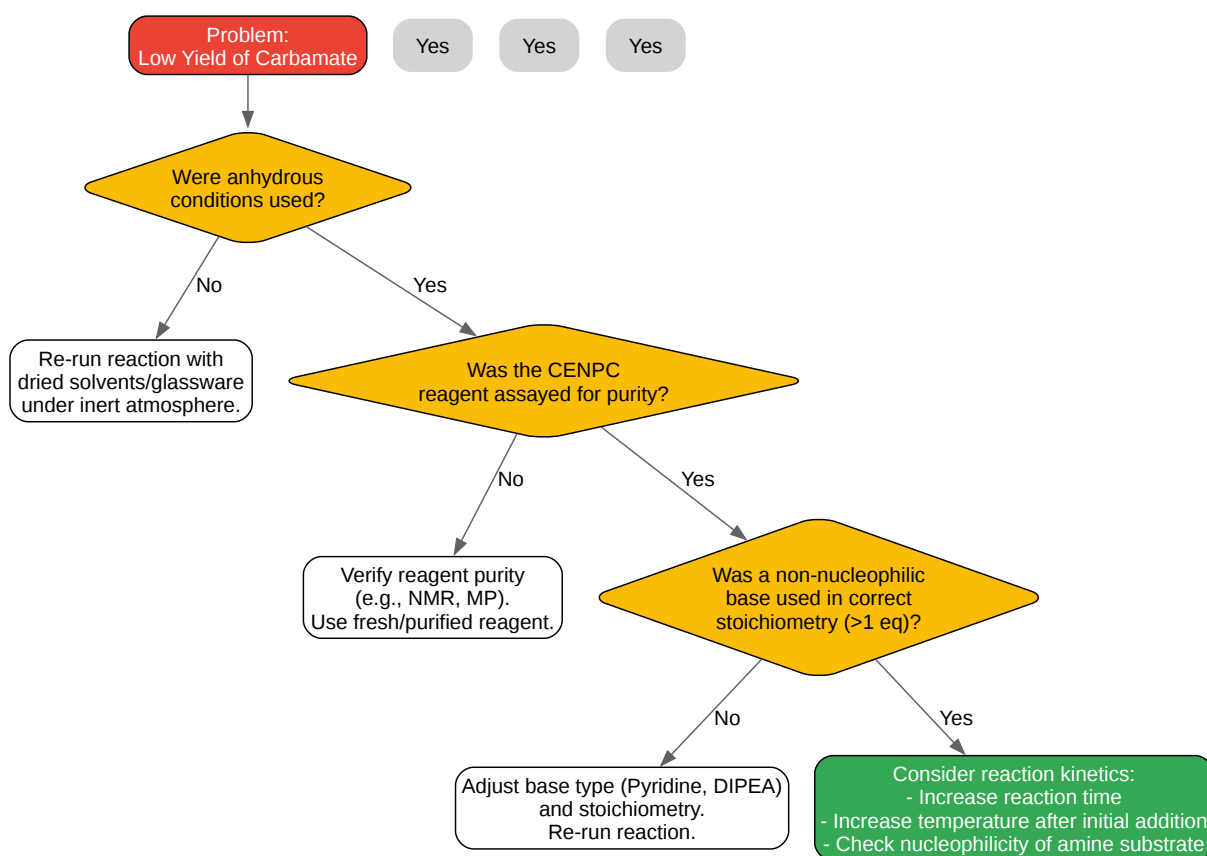 Problem:
Low Yield of Carbamate
Yes
Yes
Yes
Were anhydrous
conditions used?
No
Yes
Re-run reaction with
dried solvents/glassware
under inert atmosphere.
Was the CENPC
reagent assayed for purity?
No
Yes
Verify reagent purity
(e.g., NMR, MP).
Use fresh/purified reagent.
Was a non-nucleophilic
base used in correct
stoichiometry (>1 eq)?
No
Yes
Adjust base type (Pyridine, DIPEA)
and stoichiometry.
Re-run reaction.
Consider reaction kinetics:
- Increase reaction time
- Increase temperature after initial addition
- Check nucleophilicity of amine substrate